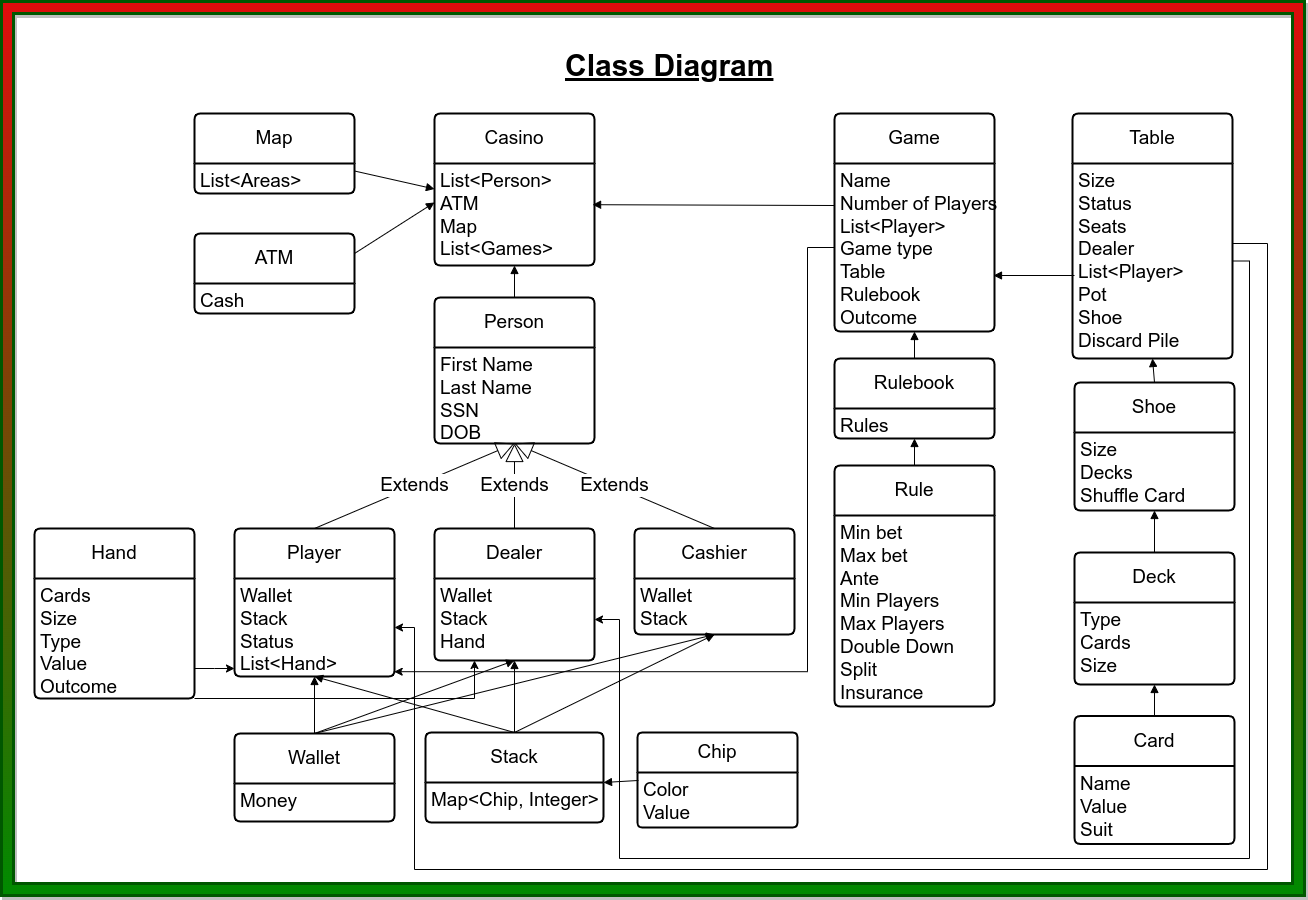 Class Diagram
Map
List<Areas>
ATM
Cash
Casino
List<Person>
ATM
Map
List<Games>
Person
First Name
Last Name
SSN
DOB
Game
Name
Number of Players
List<Player>
Game type
Table
Rulebook
Outcome
Table
Size
Status
Seats
Dealer
List<Player>
Pot
Shoe
Discard Pile
Rulebook
Rules
Shoe
Size
Decks
Shuffle Card
Extends
Extends
Extends
Rule
Min bet
Max bet
Ante
Min Players
Max Players
Double Down
Split
Insurance
Hand
Cards
Size
Type
Value
Outcome
Player
Wallet
Stack
Status
List<Hand>
Dealer
Wallet
Stack
Hand
Cashier
Wallet
Stack
Deck
Type
Cards
Size
Wallet
Money
Stack
Map<Chip, Integer>
Chip
Color
Value
Card
Name
Value
Suit